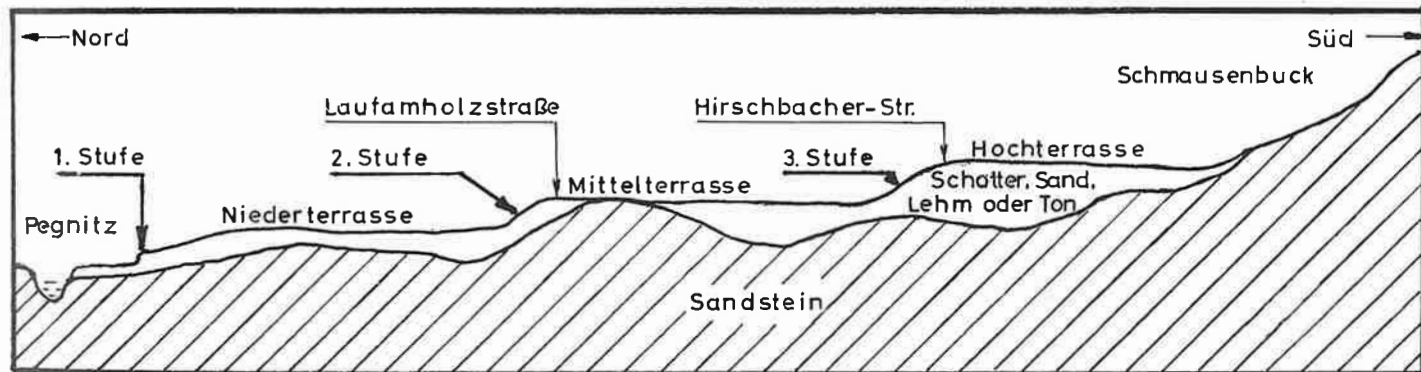 Nord
Süd
Schmausenbuck
Laufamholzstraße
Hirschbacher-Str.
1. Stufe
2. Stufe
3. Stufe
Hochterrasse
Mittelterrasse
Schotter, Sand,
Lehm oder Ton
Niederterrasse
Pegnitz
Sandstein